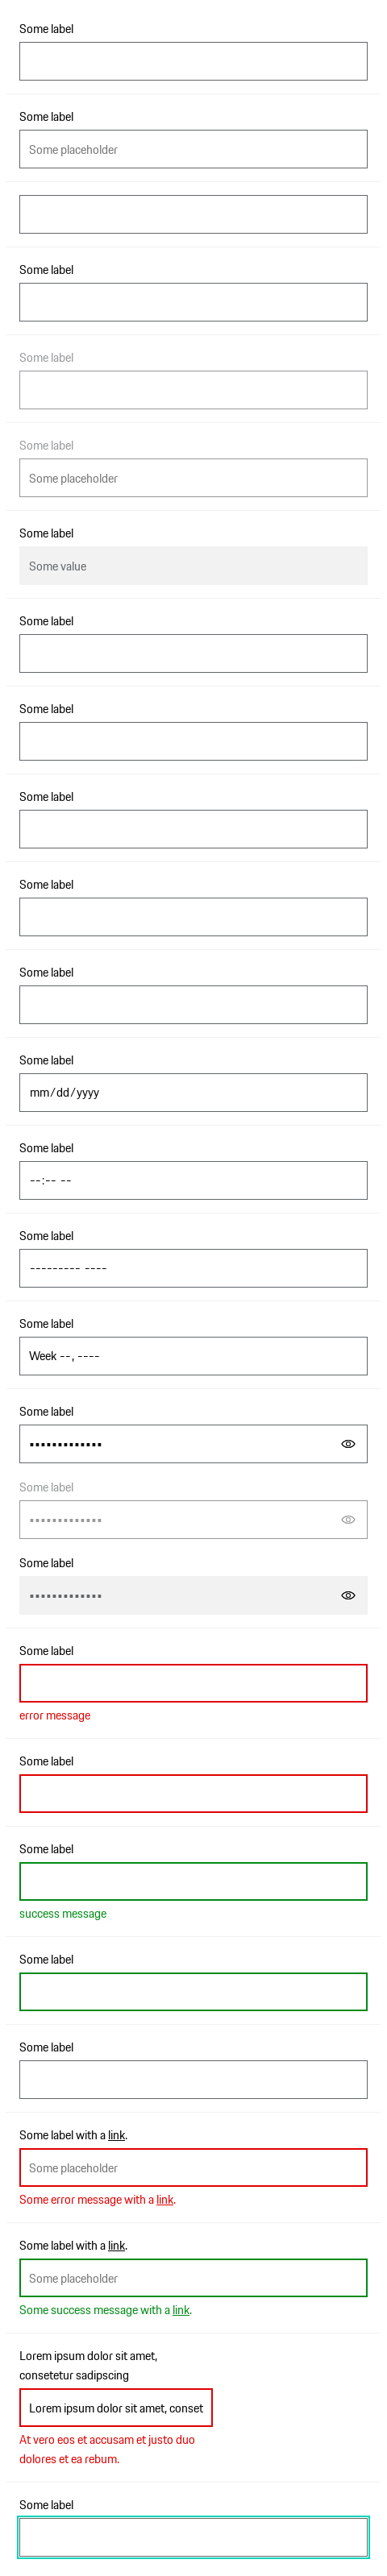 Some label
Some label
Some placeholder
Some label
Some label
Some label
Some placeholder
Some label
Some value
Some label
Some label
Some label
Some label
Some label
Some label
mm/dd/yyyy
Some label
--:-- --
Some label
--------- ----
Some label
Week --, ----
Some label
•••••••••••••
Some label
•••••••••••••
Some label
•••••••••••••
Some label
error message
Some label
Some label
success message
Some label
Some label
Some label with a link.
Some placeholder
Some error message with a link.
Some label with a link.
Some placeholder
Some success message with a link.
Lorem ipsum dolor sit amet,
consetetur sadipscing
Lorem ipsum dolor sit amet, conset
At vero eos et accusam et justo duo
dolores et ea rebum.
Some label